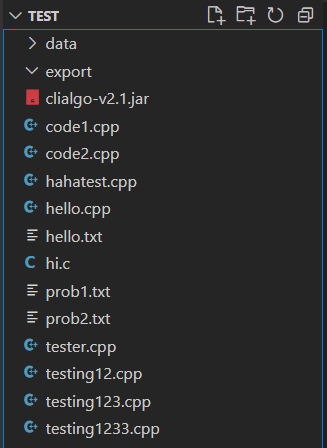 TEST
data
export
clialgo-v2.1.jar
code1.cpp
code2.cpp
hahatest.cpp
hello.cpp
hello.txt
hi.c
prob1.txt
prob2.txt
tester.cpp
testing12.cpp
testing123.cpp
testing1233.cpp